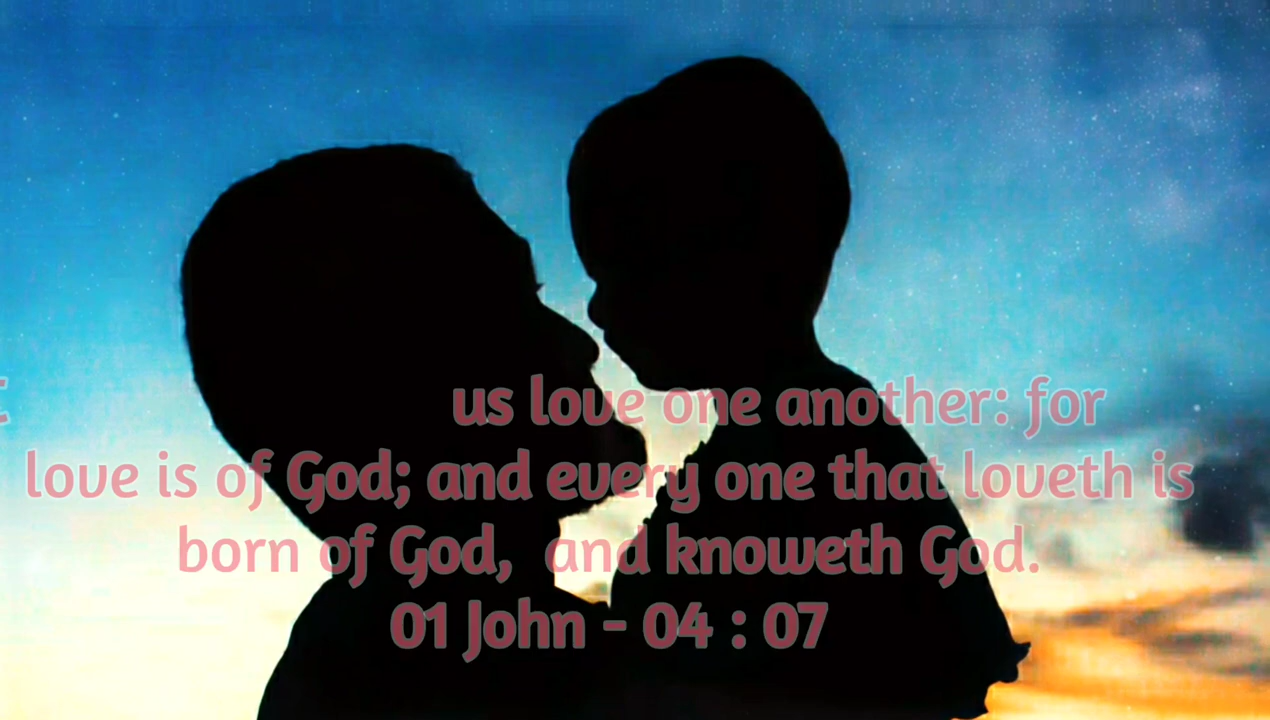 us love one another: for
love is of God; and every one that loveth is
born of God, and knoweth God.
01 John - 04 : 07